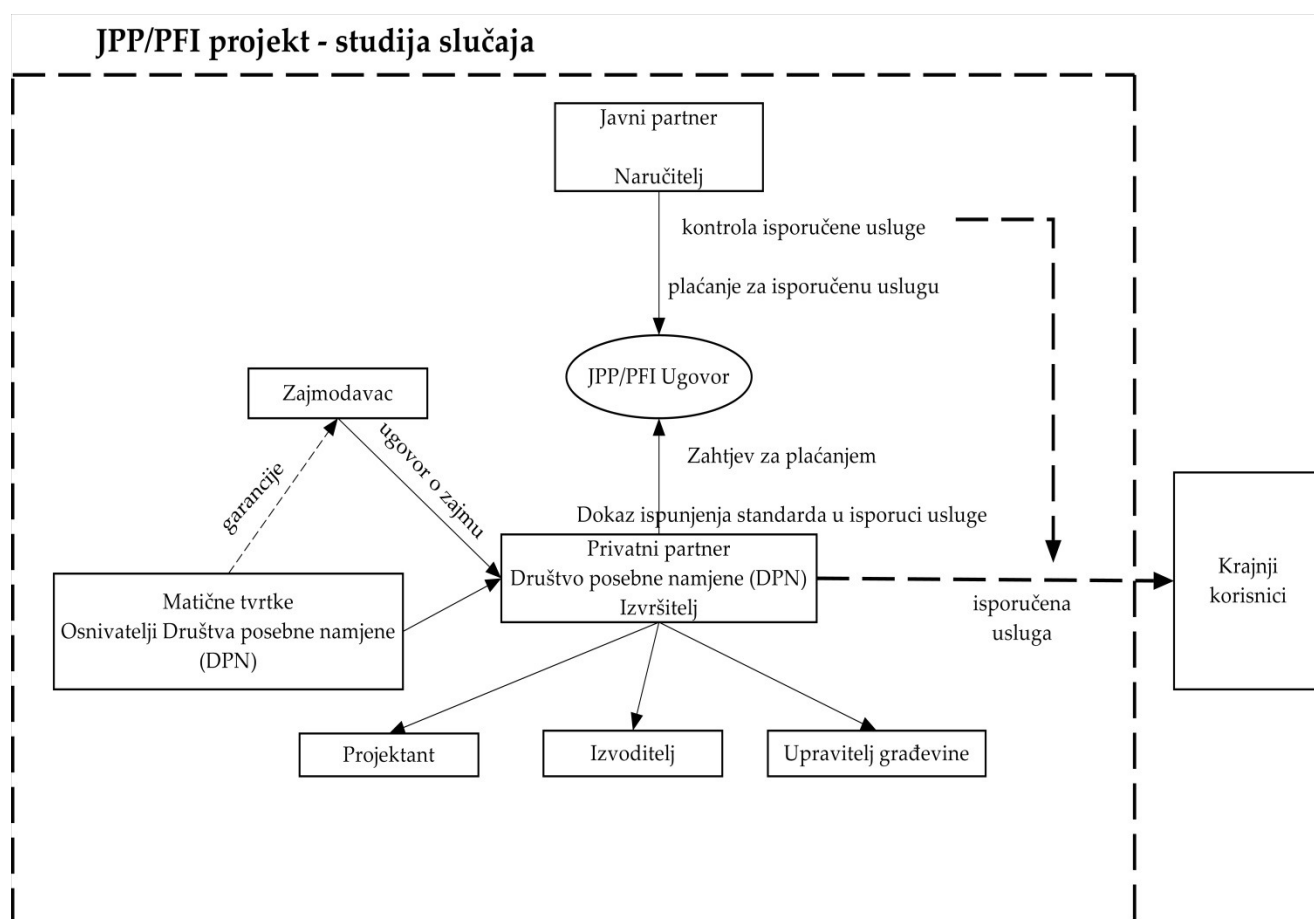 JPP/PFI projekt - studija slučaja
Javni partner
Naručitelj
kontrola isporučene usluge
plaćanje za isporučenu uslugu
JPP/PFI Ugovor
Zajmodavac
ugovor o zajmu
garancije
Zahtjev za plaćanjem
Dokaz ispunjenja standarda u isporuci usluge
Privatni partner
Društvo posebne namjene (DPN)
Izvršitelj
Matične tvrtke
Osnivatelji Društva posebne namjene
(DPN)
isporučena
usluga
Krajnji
korisnici
Projektant
Izvoditelj
Upravitelj građevine